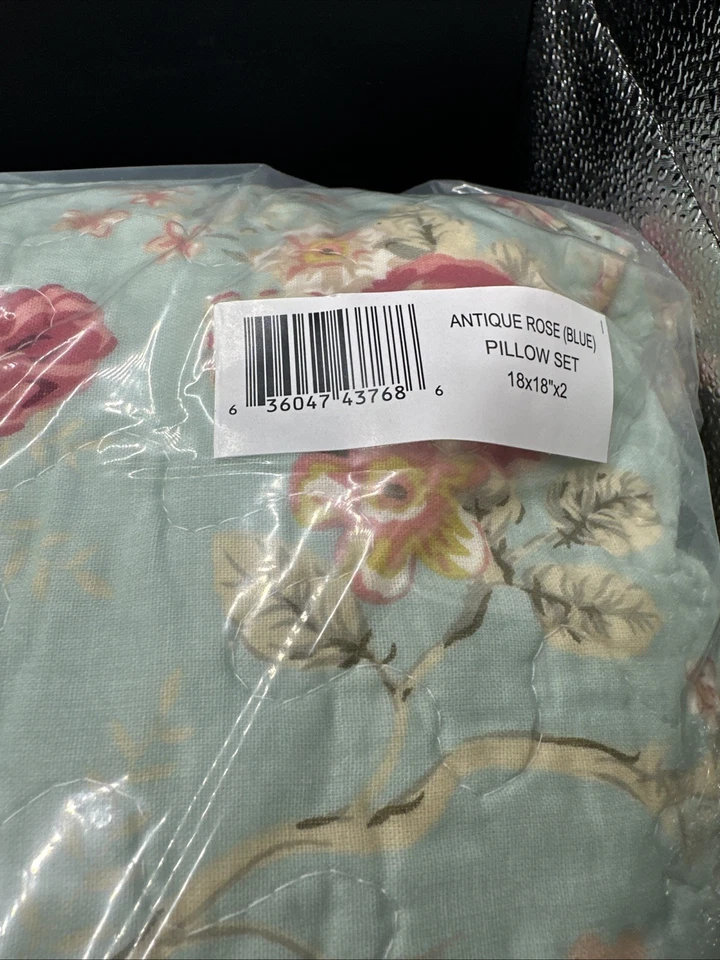 6 36047 43768 6
ANTIQUE ROSE (BLUE)
PILLOW SET
18x18"x2